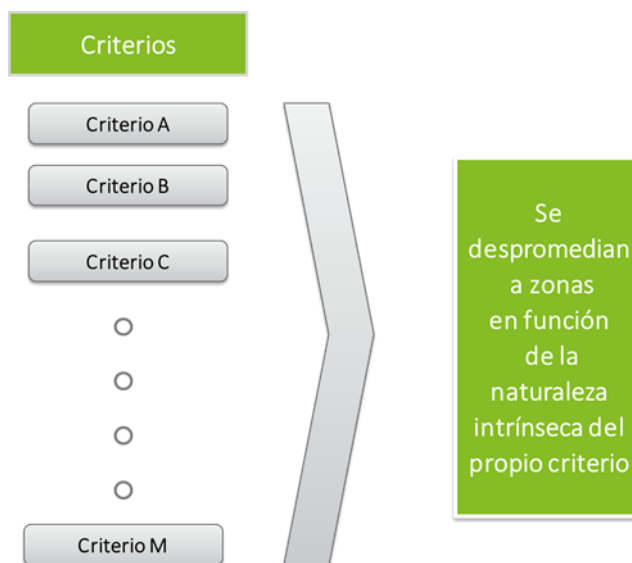 Criterios
Criterio A
Criterio B
Criterio C
Criterio M
Se
despromedian
a zonas
en función
de la
naturaleza
intrínseca del
propio criterio